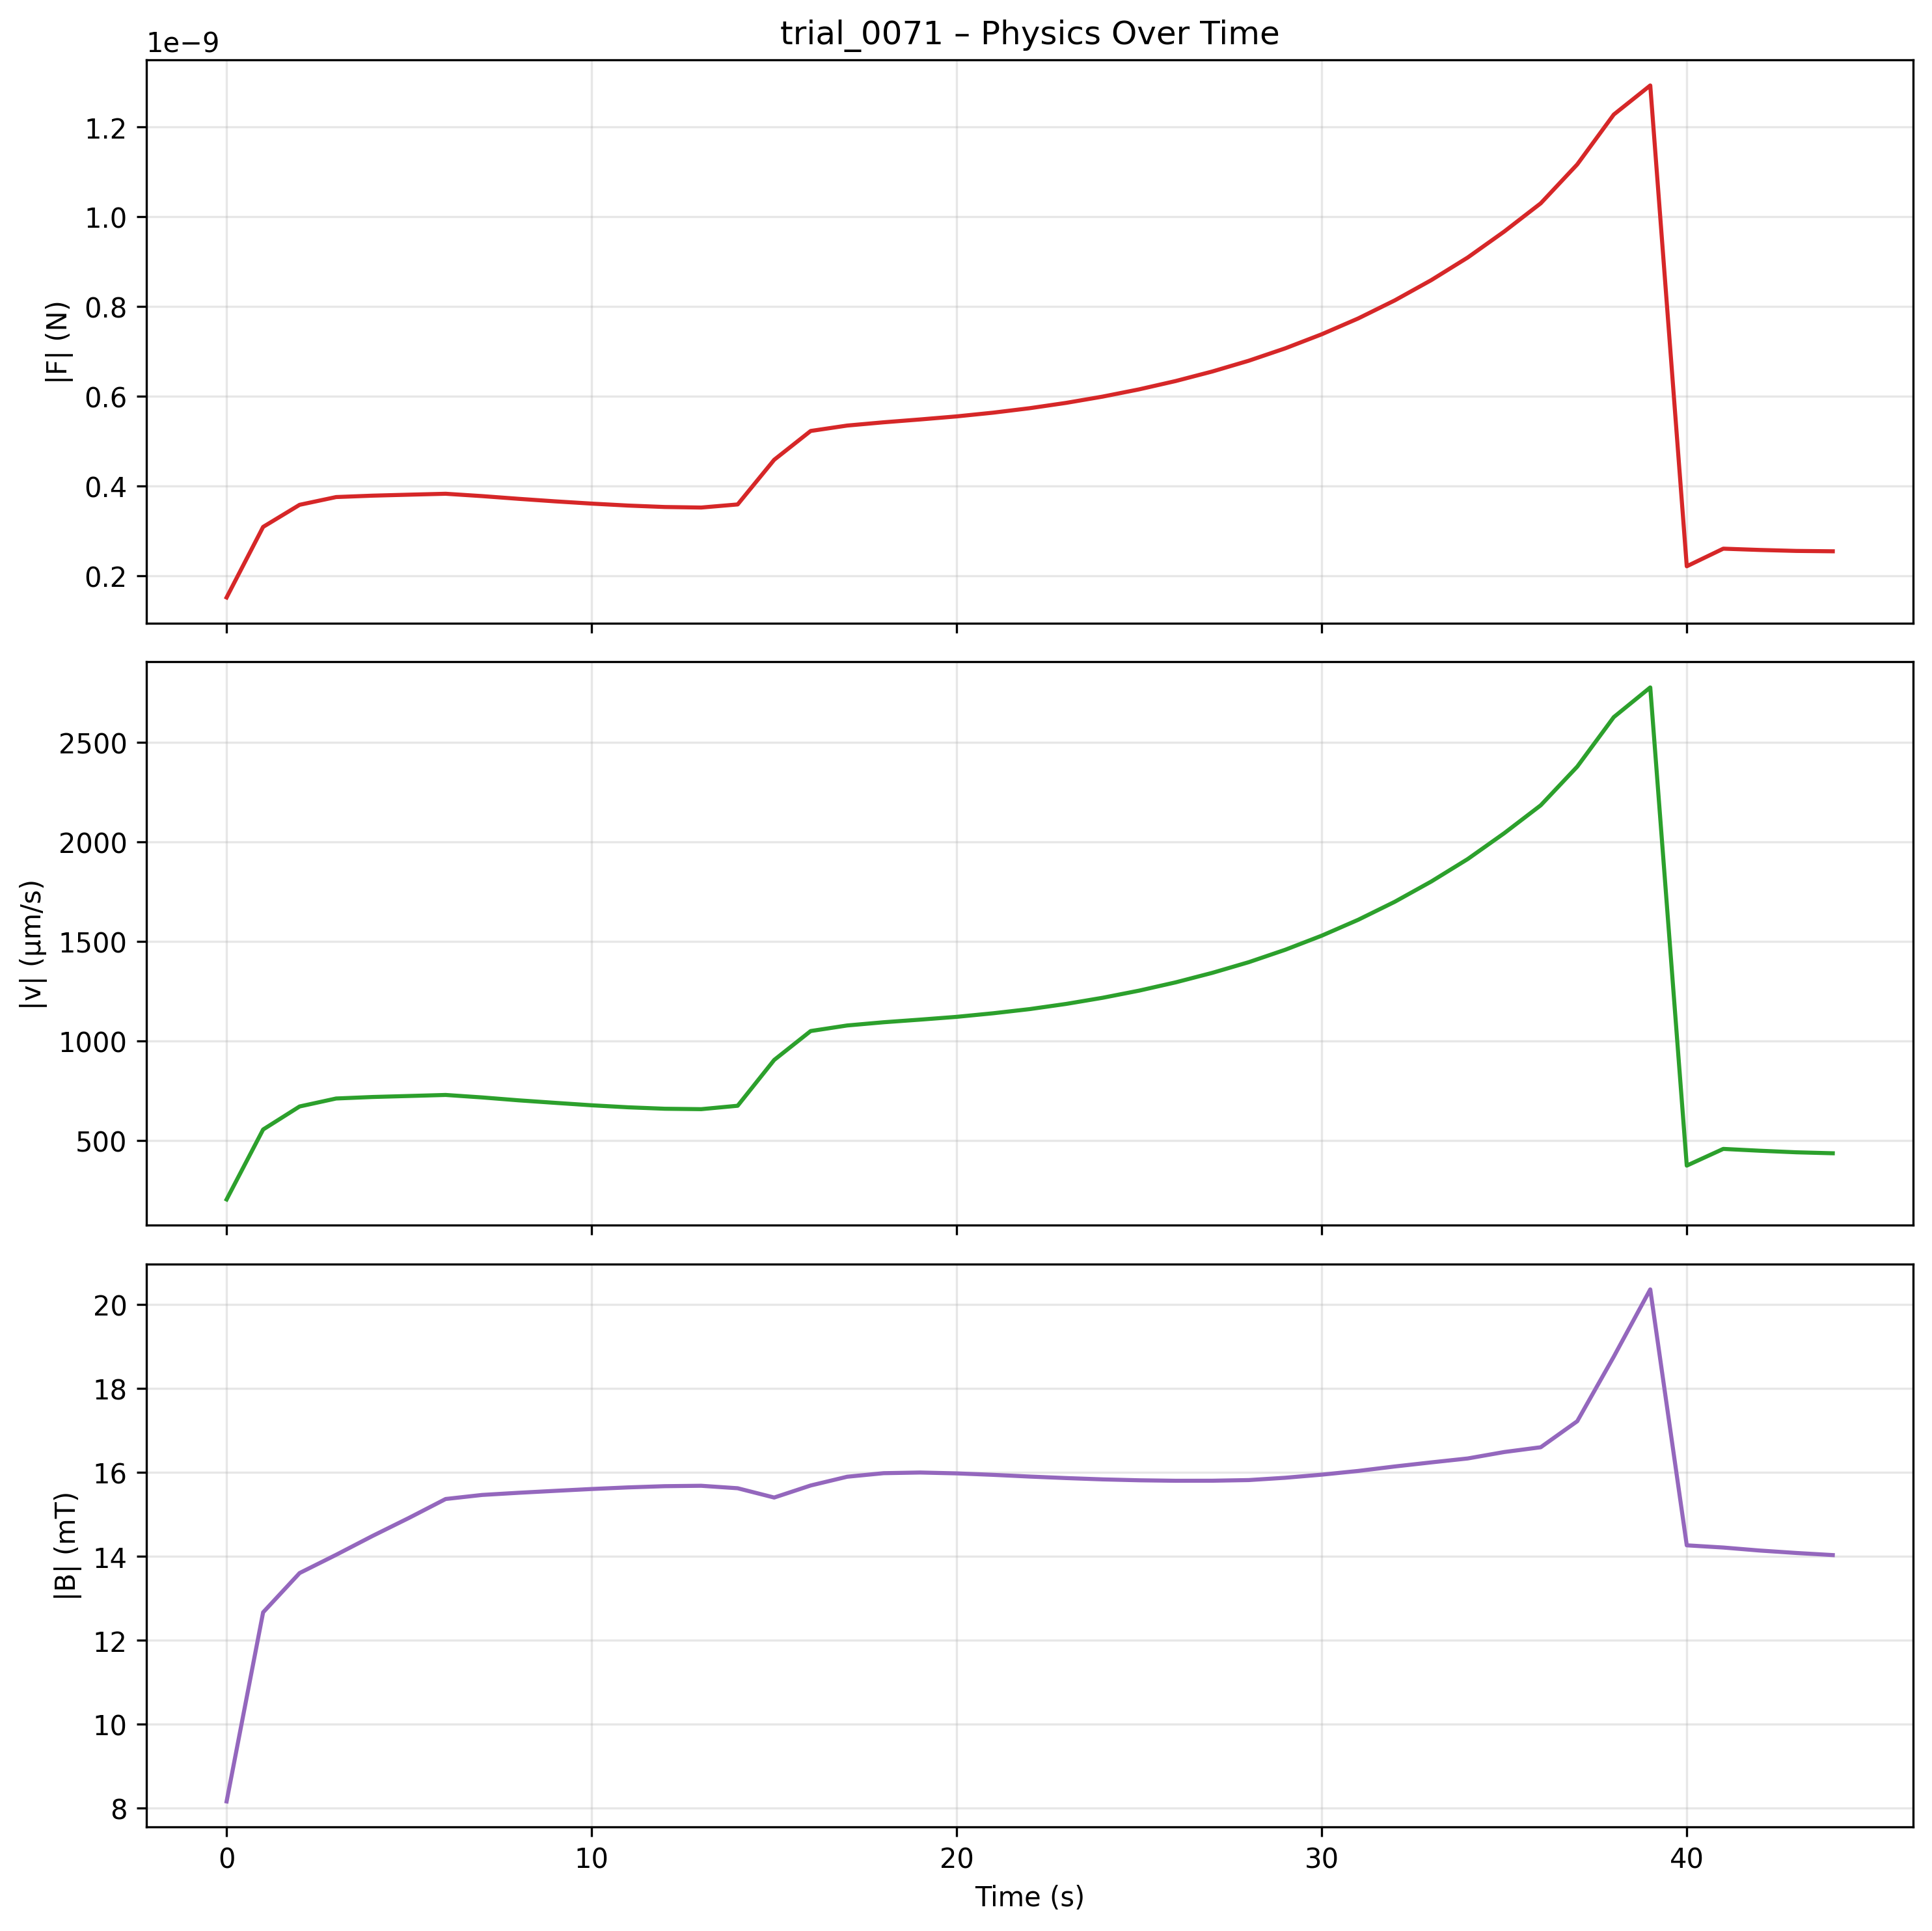 trial_0071 – Physics Over Time
1e−9
1.2
1.0
0.8
0.6
0.4
0.2
|F| (N)
2500
2000
1500
1000
500
|v| (µm/s)
20
18
16
14
12
10
8
|B| (mT)
0 10 20 30 40
Time (s)